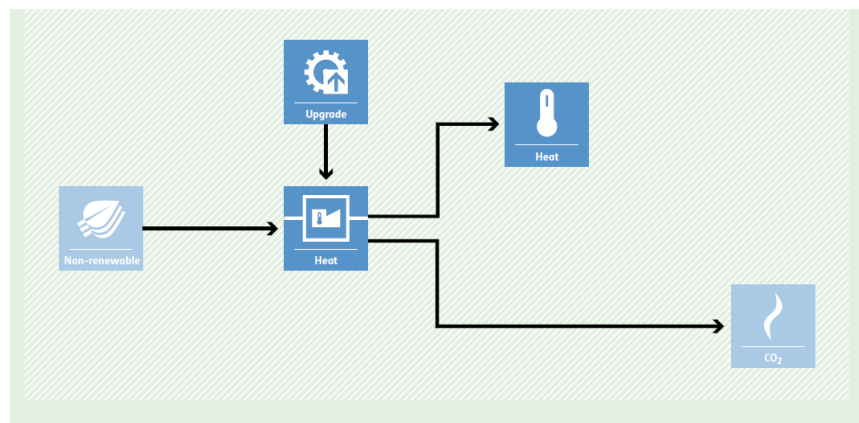 Upgrade
Heat
Non-renewable
Heat
CO₂